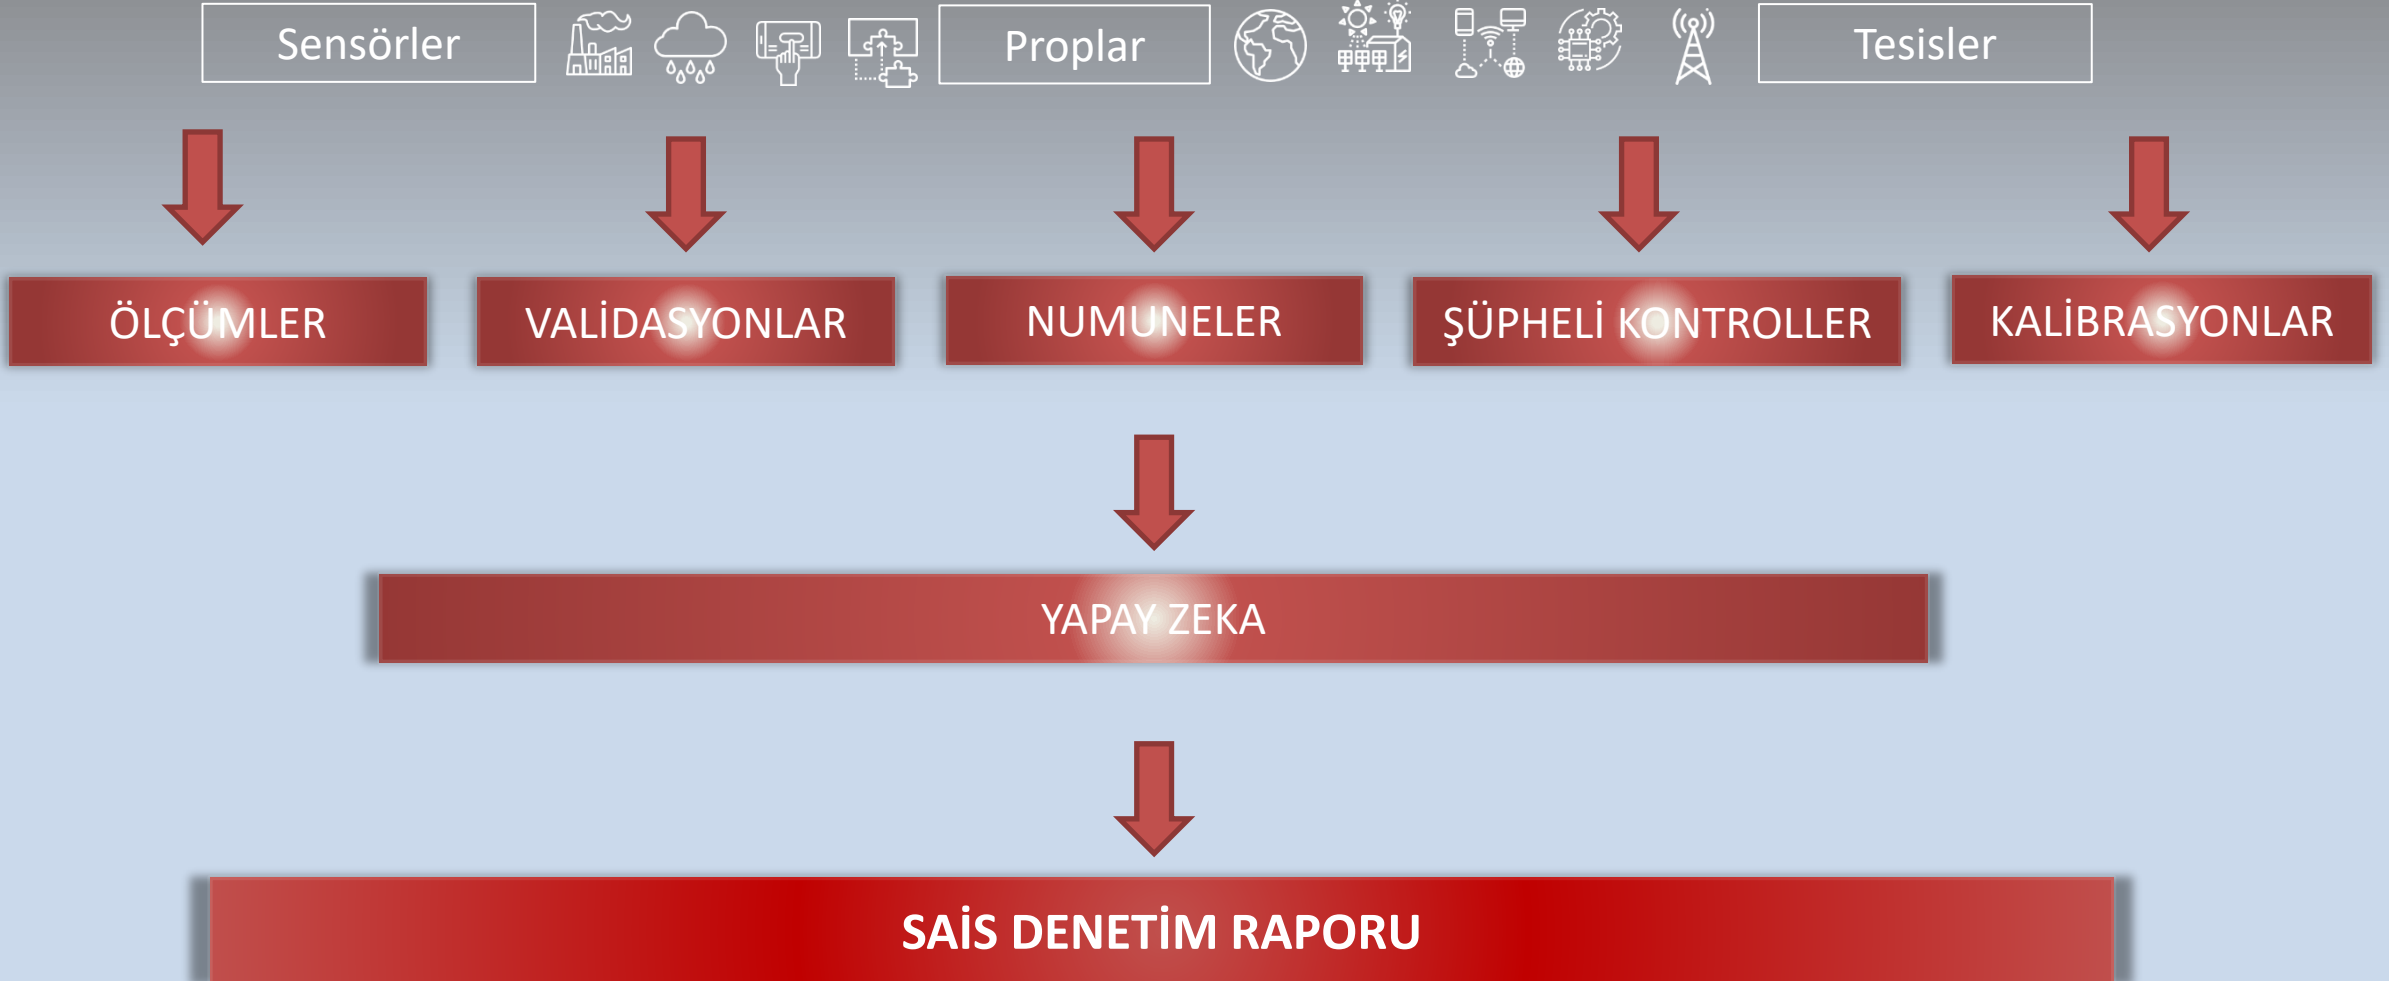 Sensörler
Proplar
Tesisler
ÖLÇÜMLER
VALİDASYONLAR
NUMUNELER
ŞÜPHELİ KONTROLLER
KALİBRASYONLAR
YAPAY ZEKA
SAİS DENETİM RAPORU